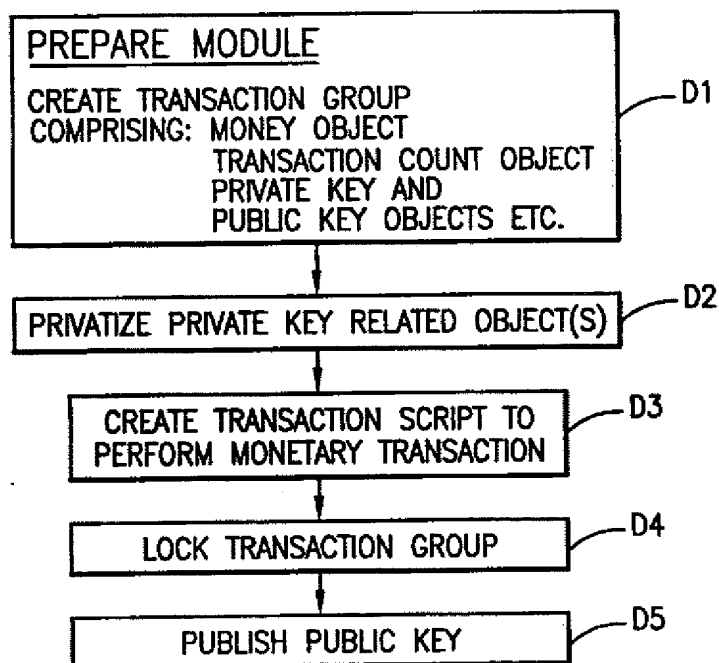 PREPARE MODULE
CREATE TRANSACTION GROUP
COMPRISING: MONEY OBJECT
TRANSACTION COUNT OBJECT
PRIVATE KEY AND
PUBLIC KEY OBJECTS ETC.
D1
PRIVATIZE PRIVATE KEY RELATED OBJECT(S)
D2
CREATE TRANSACTION SCRIPT TO
PERFORM MONETARY TRANSACTION
D3
LOCK TRANSACTION GROUP
D4
PUBLISH PUBLIC KEY
D5